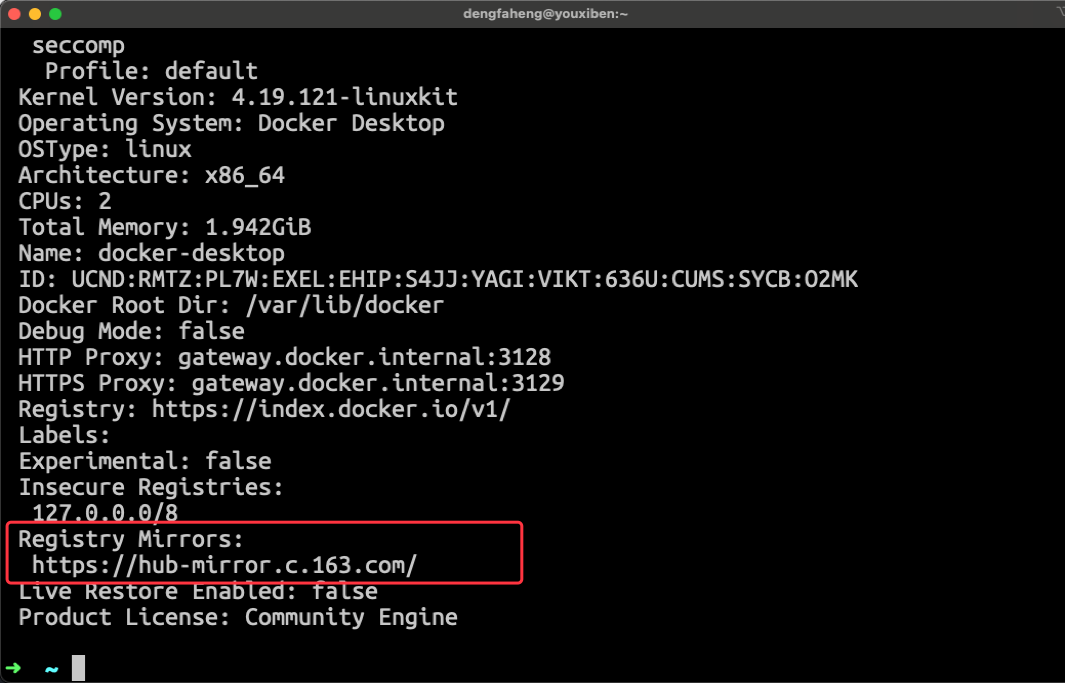 dengfaheng@youxiben:~
seccomp
Profile: default
Kernel Version: 4.19.121-linuxkit
Operating System: Docker Desktop
OSType: linux
Architecture: x86_64
CPUs: 2
Total Memory: 1.942GiB
Name: docker-desktop
ID: UCND:RMTZ:PL7W:EXEL:EHIP:S4JJ:YAGI:VIKT:636U:CUMS:SYCB:O2MK
Docker Root Dir: /var/lib/docker
Debug Mode: false
HTTP Proxy: gateway.docker.internal:3128
HTTPS Proxy: gateway.docker.internal:3129
Registry: https://index.docker.io/v1/
Labels:
Experimental: false
Insecure Registries:
127.0.0.0/8
Registry Mirrors:
https://hub-mirror.c.163.com/
Live Restore Enabled: false
Product License: Community Engine
➜ ~